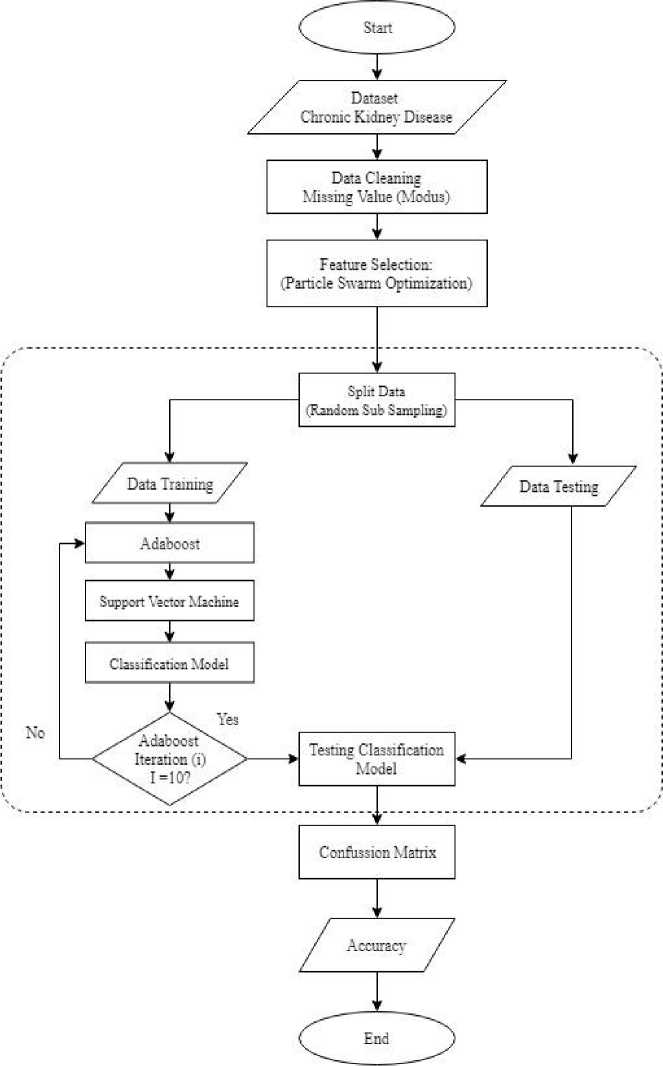 Start
Dataset
Chronic Kidney Disease
Data Cleaning
Missing Value (Modus)
Feature Selection:
(Particle Swarm Optimization)
Split Data
(Random Sub Sampling)
Data Training
Data Testing
Adaboost
Support Vector Machine
Classification Model
No
Yes
Adaboost
Iteration (i)
I =10?
Testing Classification
Model
Confussion Matrix
Accuracy
End